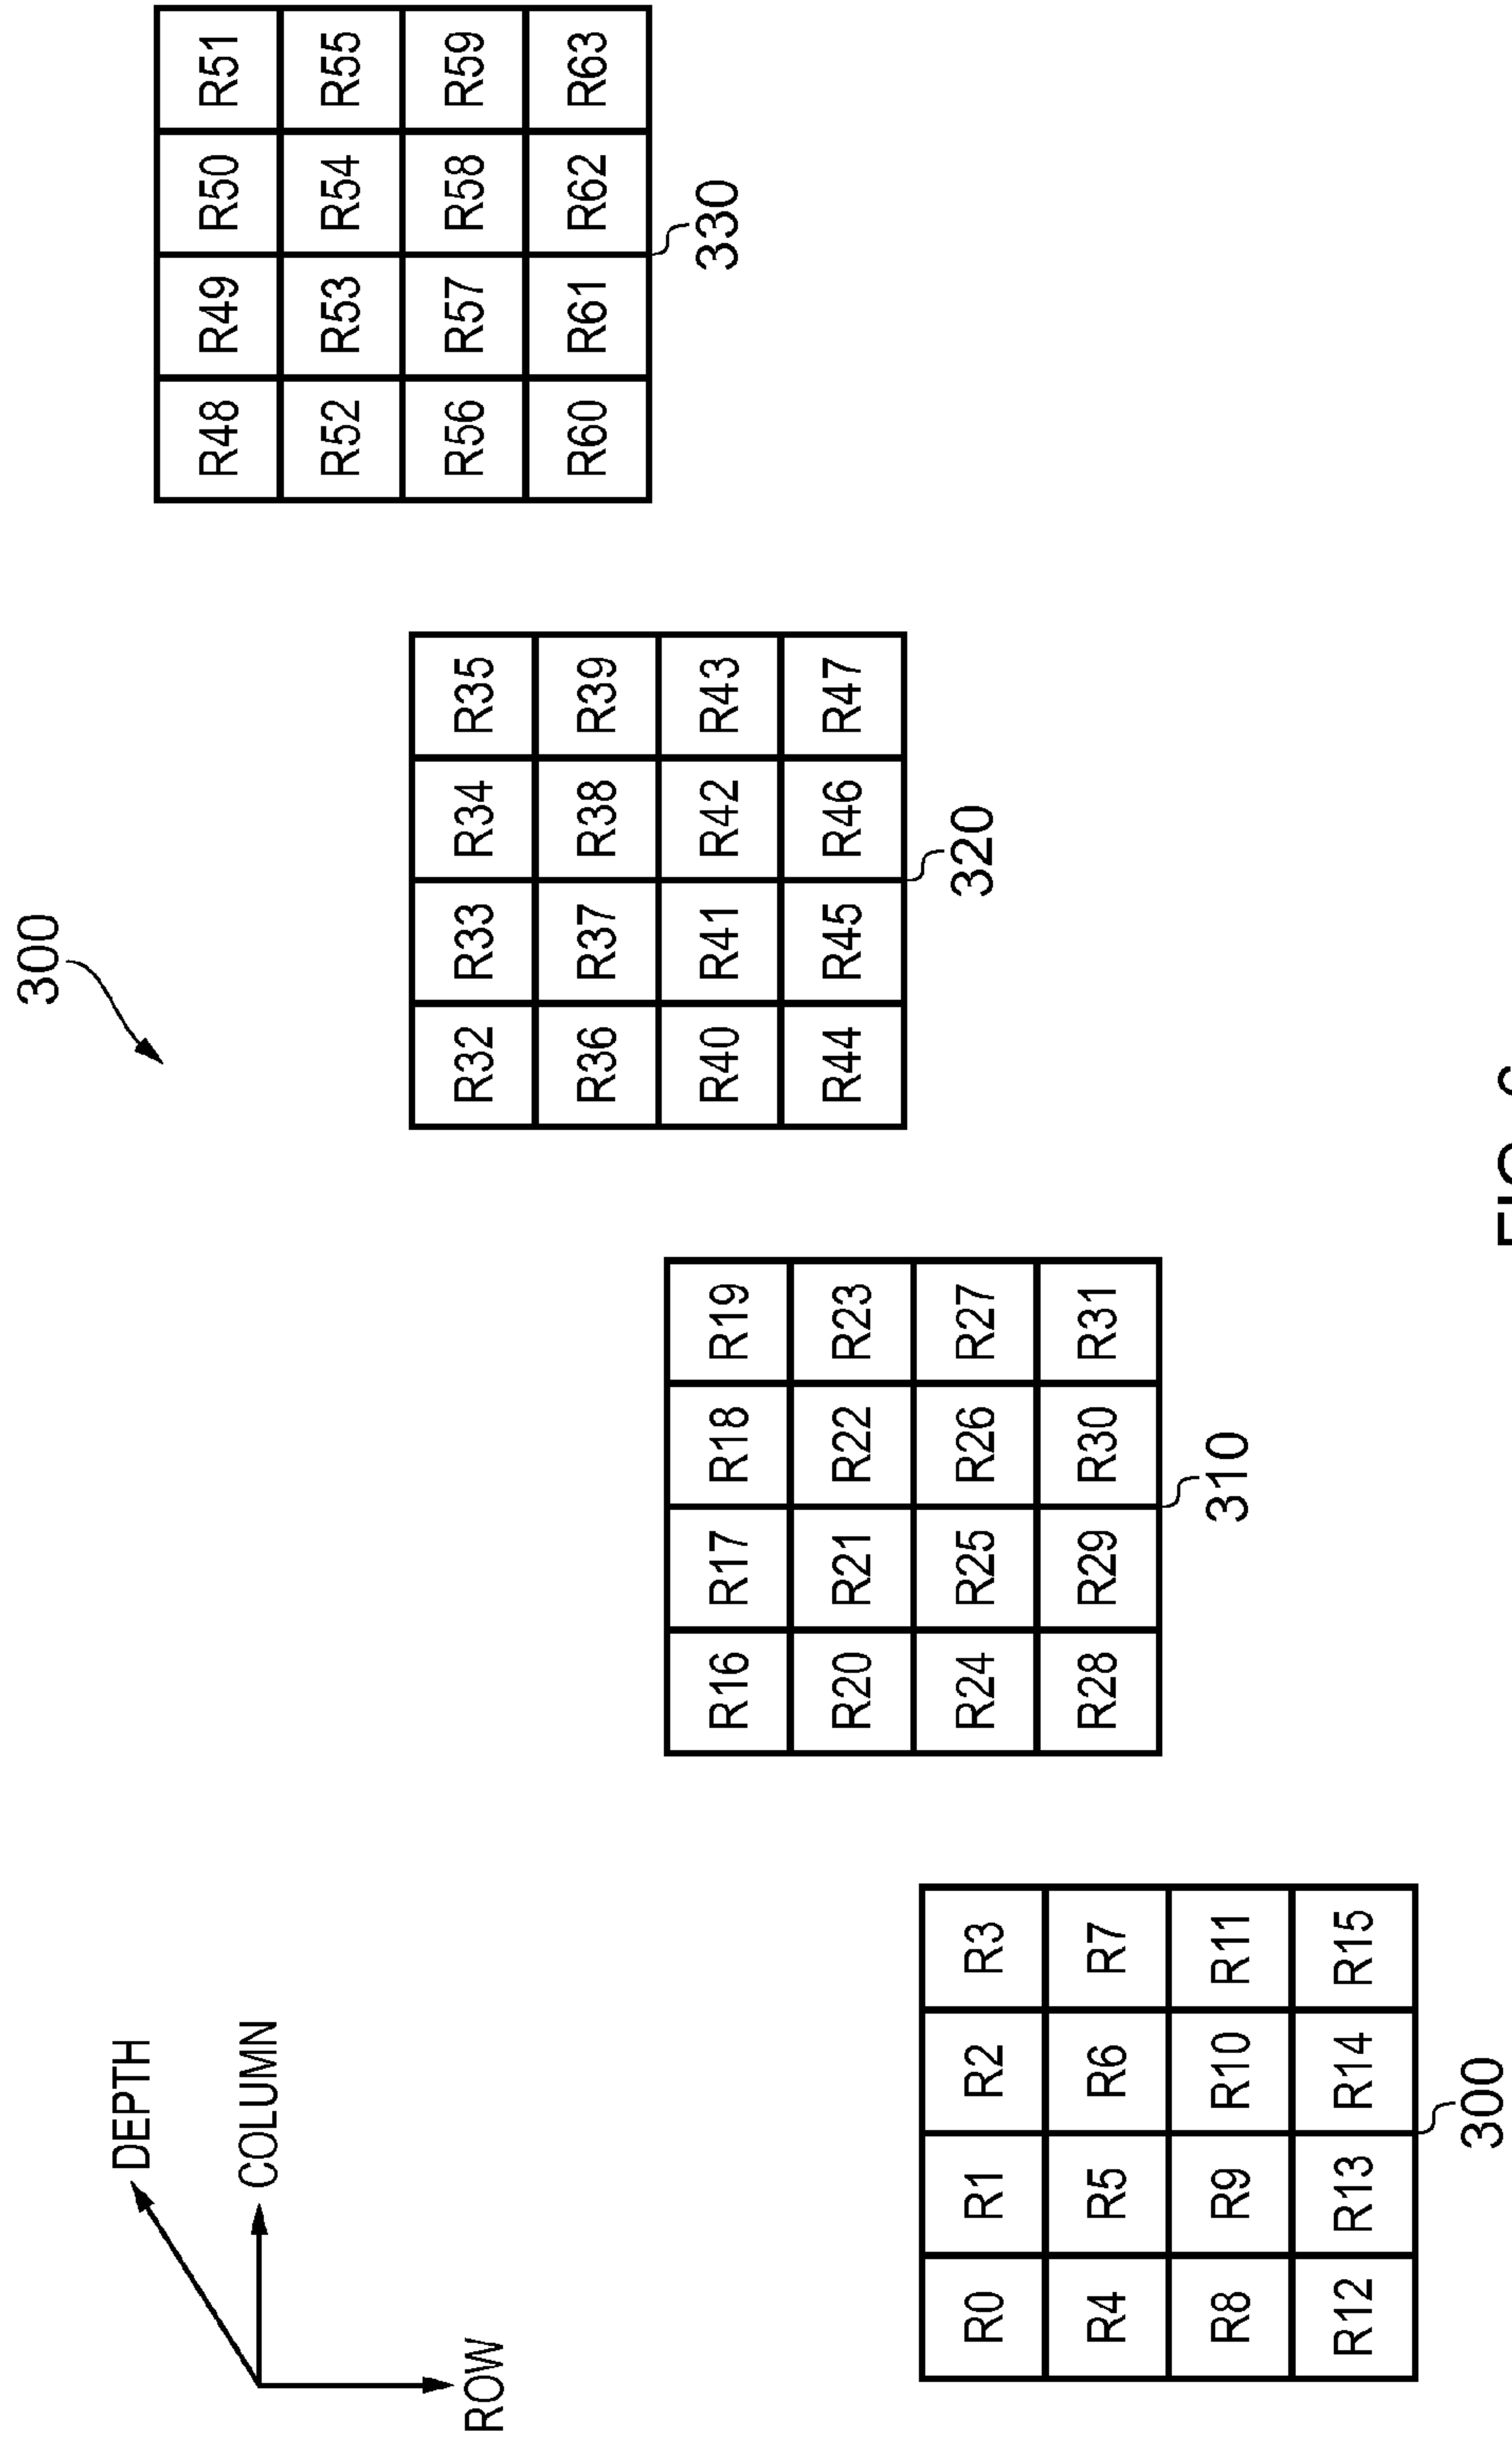 300
DEPTH
COLUMN
ROW
R0 R1 R2 R3
R4 R5 R6 R7
R8 R9 R10 R11
R12 R13 R14 R15
300
R16 R17 R18 R19
R20 R21 R22 R23
R24 R25 R26 R27
R28 R29 R30 R31
310
R32 R33 R34 R35
R36 R37 R38 R39
R40 R41 R42 R43
R44 R45 R46 R47
320
R48 R49 R50 R51
R52 R53 R54 R55
R56 R57 R58 R59
R60 R61 R62 R63
330
FIG